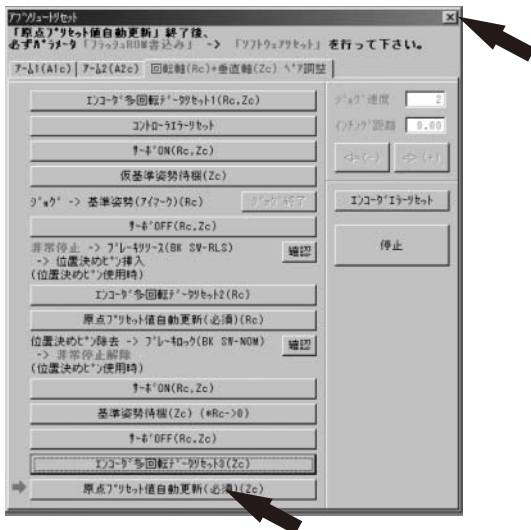 アブソリュートリセット
「原点プリセット値自動更新」終了後、
必ずパラメータ「フラッシュROM書込み」 -> 「ソフトウェアリセット」 を行って下さい。
アーム1(A1c) アーム2(A2c) 回転軸(Rc)+垂直軸(Zc) ペア調整
エンコーダ多回転データリセット1(Rc,Zc)
コントローラエラーリセット
サーボON(Rc,Zc)
仮基準姿勢待機(Zc)
ジョグ -> 基準姿勢(アイマーク)(Rc) ジョグ終了
サーボOFF(Rc,Zc)
非常停止 -> ブレーキリリース(BK SW-RLS)
-> 位置決めピン挿入
(位置決めピン使用時)
確認
エンコーダ多回転データリセット2(Rc)
原点プリセット値自動更新(必須)(Rc)
位置決めピン除去 -> ブレーキロック(BK SW-NOM)
-> 非常停止解除
(位置決めピン使用時)
確認
サーボON(Rc,Zc)
基準姿勢待機(Zc) (*Rc->0)
サーボOFF(Rc,Zc)
エンコーダ多回転データリセット3(Zc)
原点プリセット値自動更新(必須)(Zc)
ジョグ速度 2
インチング距離 0.00
<=(-) =>(+)
エンコーダエラーリセット
停止